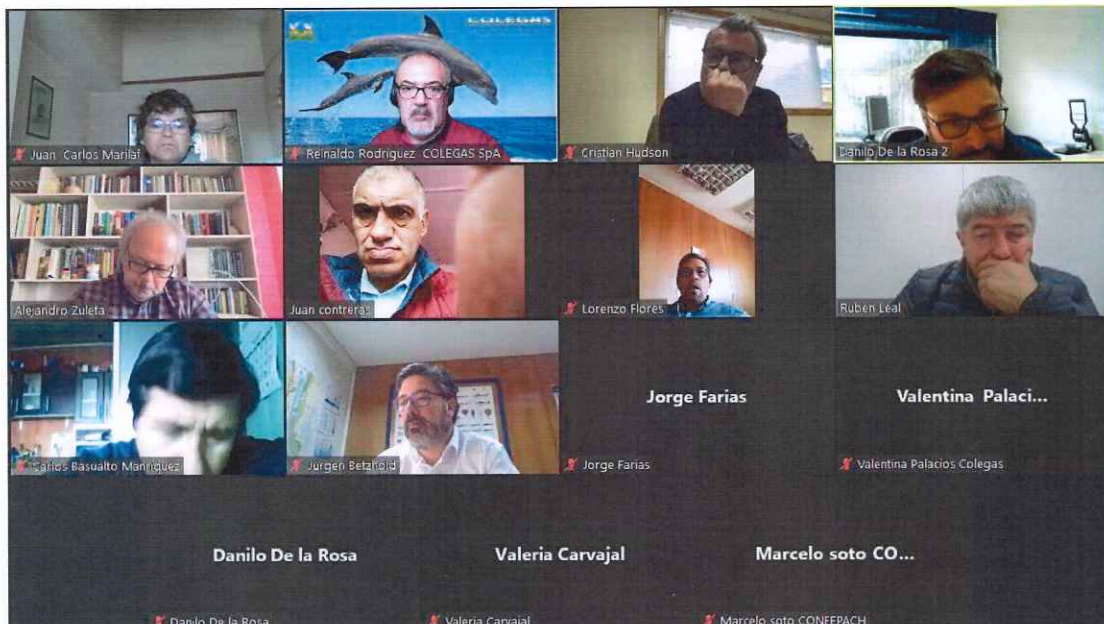 COLEGAS
Juan Carlos Marilaf
Reinaldo Rodriguez COLEGAS SpA
Cristian Hudson
Danilo De la Rosa 2
Alejandro Zuleta
Juan contreras
Lorenzo Flores
Ruben Leal
Carlos Basualto Manriquez
Jurgen Betzhold
Jorge Farias
Jorge Farias
Valentina Palaci...
Valentina Palacios Colegas
Danilo De la Rosa
Valeria Carvajal
Marcelo soto CO...
Danilo De la Rosa
Valeria Carvajal
Marcelo soto CONFEPACH